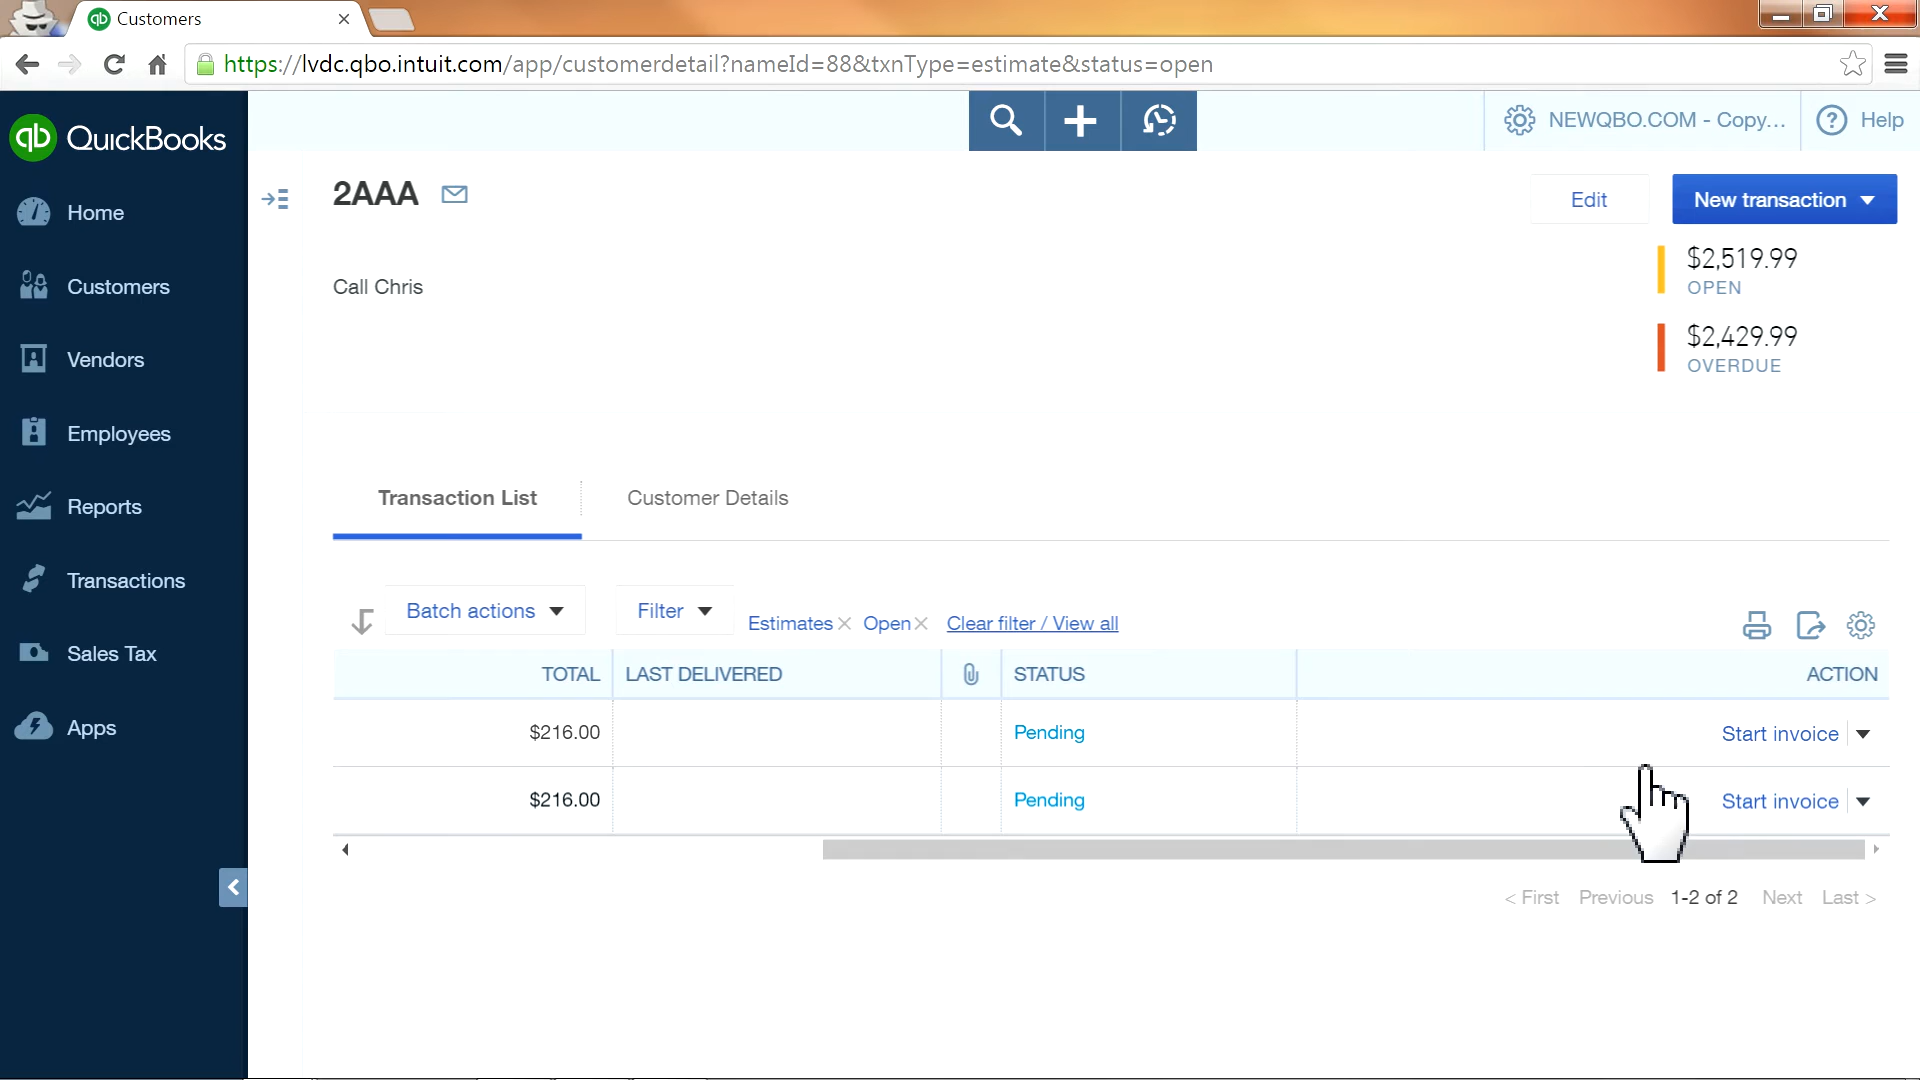 Customers
https://lvdc.qbo.intuit.com/app/customerdetail?nameId=88&txnType=estimate&status=open
qb QuickBooks
NEWQBO.COM - Copy...
? Help
Home
Customers
Vendors
Employees
Reports
Transactions
Sales Tax
Apps
2AAA
Edit
New transaction
Call Chris
$2,519.99
OPEN
$2,429.99
OVERDUE
Transaction List
Customer Details
Batch actions
Filter
Estimates
Open
Clear filter / View all
TOTAL LAST DELIVERED STATUS ACTION
$216.00 Pending Start invoice
$216.00 Pending Start invoice
< First Previous 1-2 of 2 Next Last >